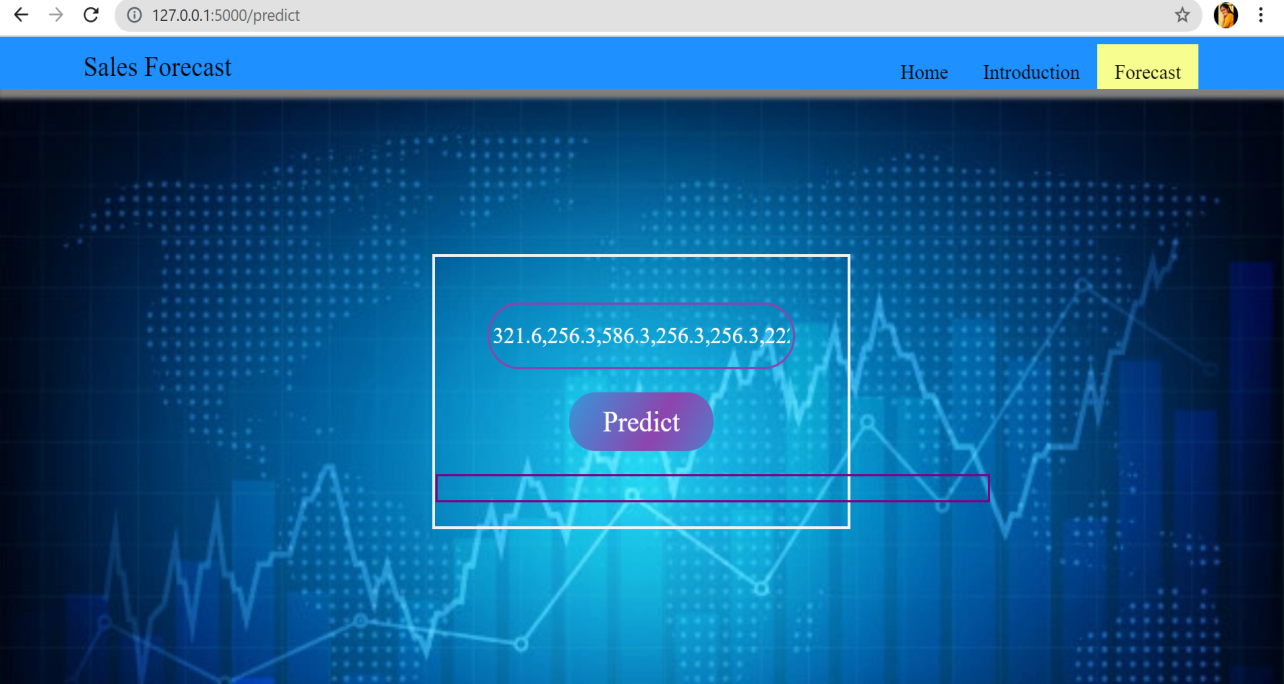 127.0.0.1:5000/predict
Sales Forecast
Home Introduction Forecast
321.6,256.3,586.3,256.3,256.3,22
Predict